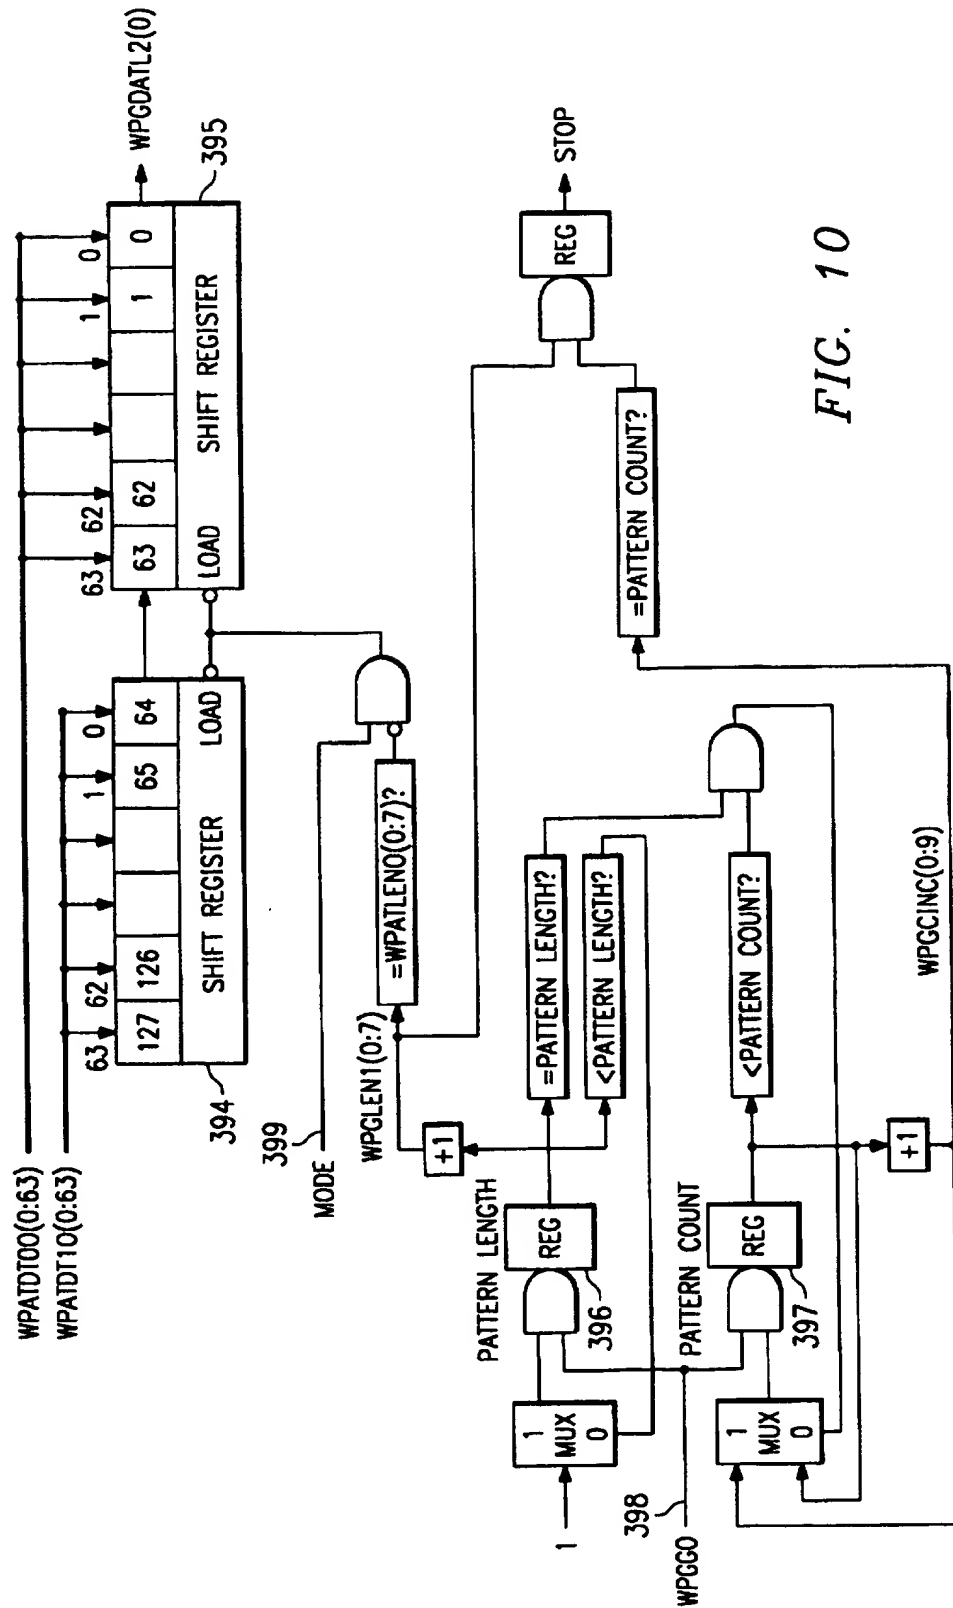 WPATDT00(0:63)
WPATDT10(0:63)
63 62 1 0
127 126 65 64
SHIFT REGISTER LOAD
394
63 62 1 0
63 62 1 0
LOAD SHIFT REGISTER
395
WPGDATL2(0)
399
MODE
WPGLEN1(0:7)
=WPATLEN0(0:7)?
+1
PATTERN LENGTH
1
1
MUX
0
REG
396
=PATTERN LENGTH?
<PATTERN LENGTH?
REG
STOP
398
WPGGO
PATTERN COUNT
1
MUX
0
REG
397
<PATTERN COUNT?
=PATTERN COUNT?
+1
WPGCINC(0:9)
FIG. 10